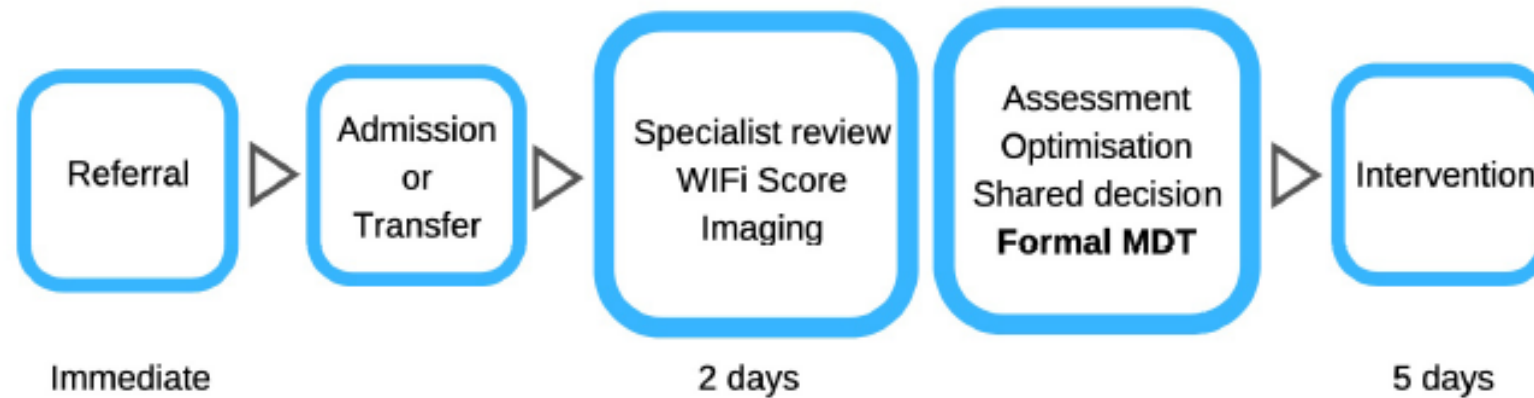 Referral
Admission
or
Transfer
Specialist review
WIFi Score
Imaging
Assessment
Optimisation
Shared decision
Formal MDT
Intervention
Immediate
2 days
5 days